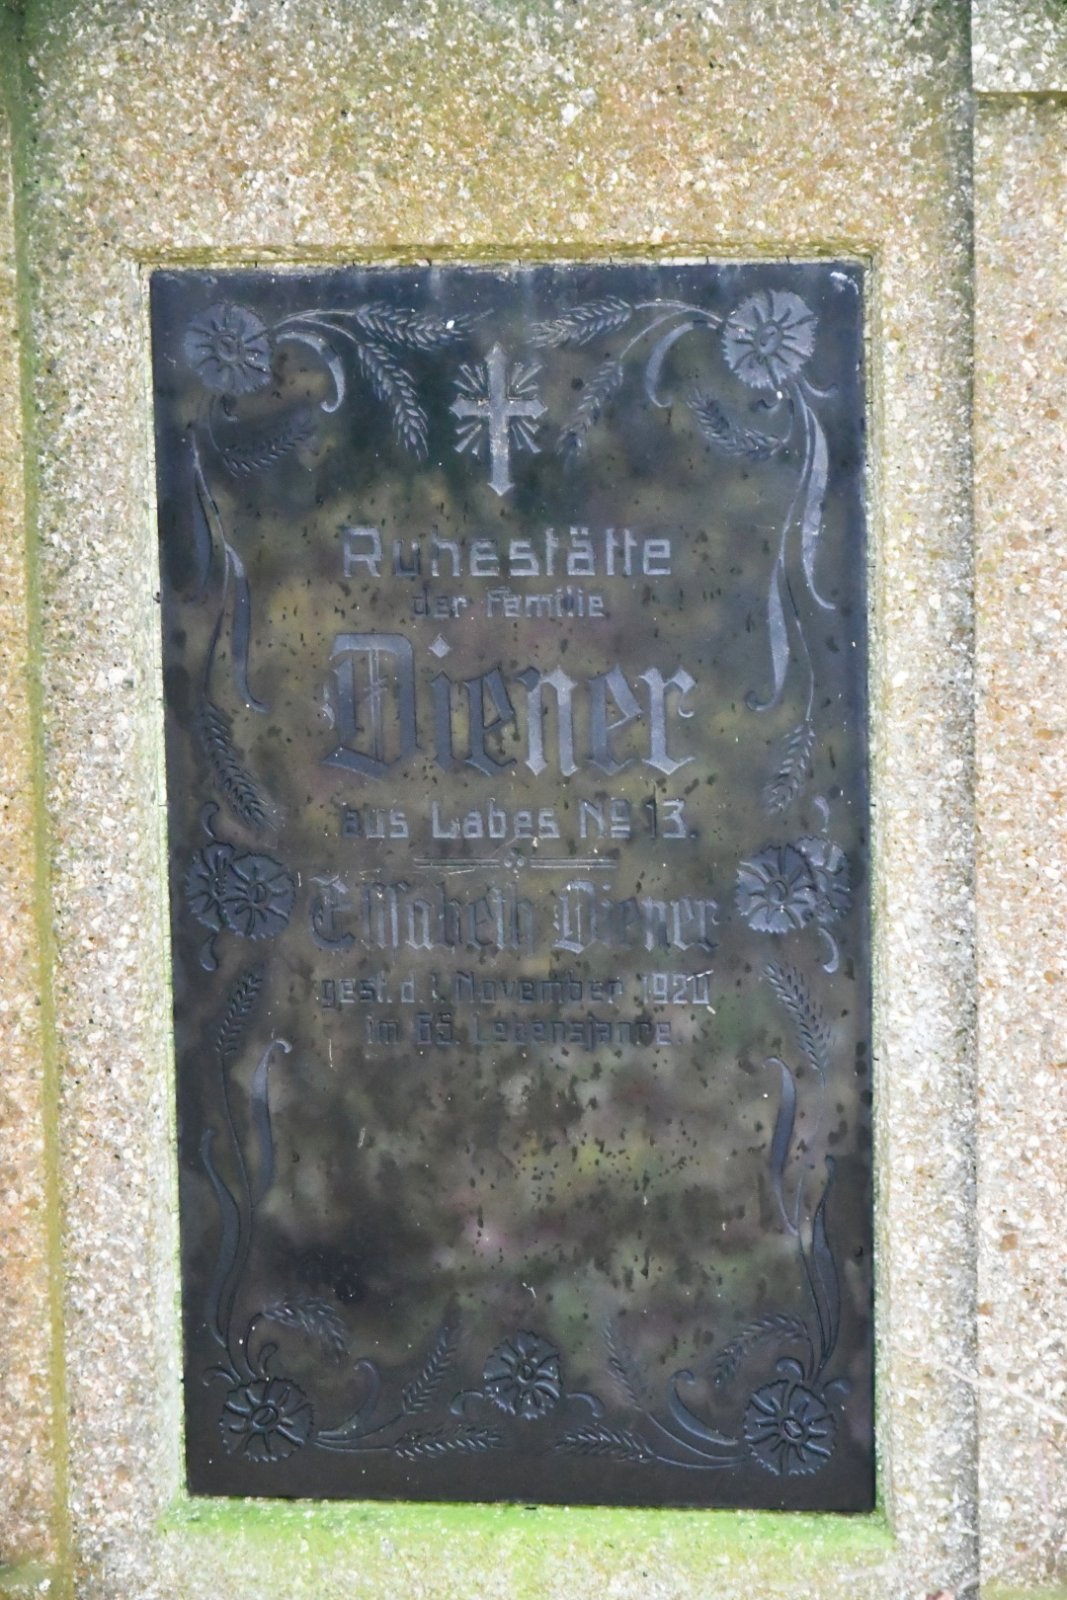 Ruhestätte
der Familie
Diener
aus Labes № 13.
Elisabeth Diener
gest. d. 1. November 1920
im 65. Lebensjahre.